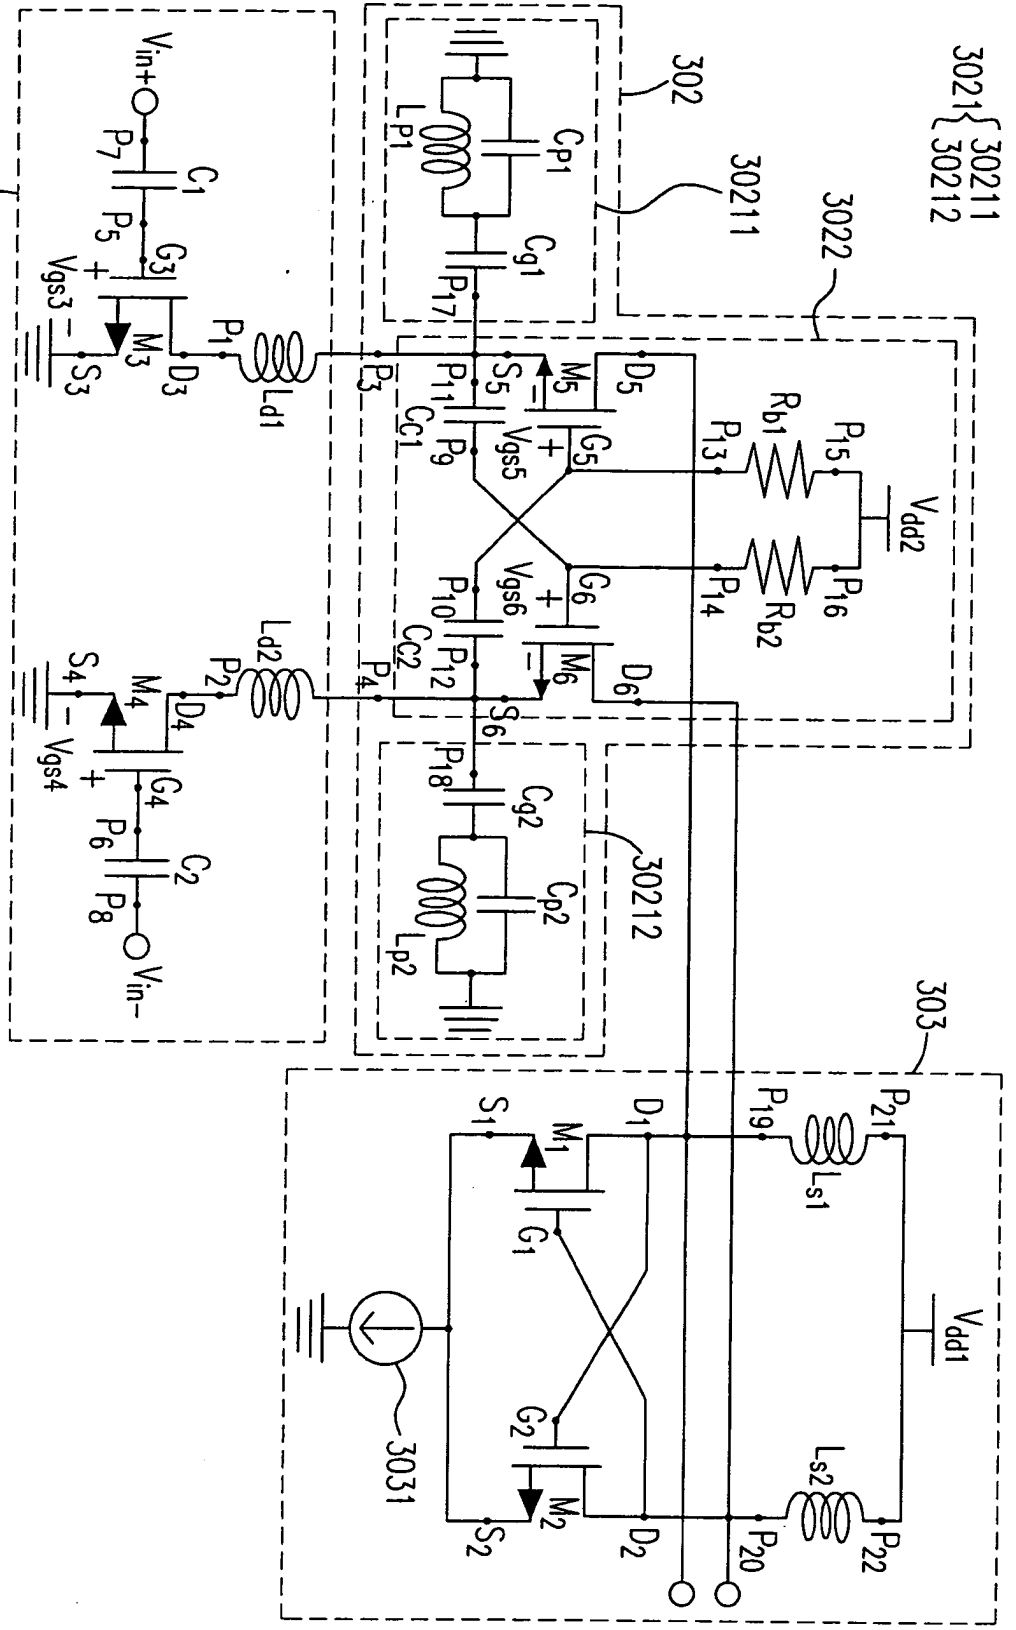 3021{ 30211
30212
302
30211
3022
30212
303
3031
Vin+
P7
C1
P5
G3
+
Vgs3
−
M3
S3
D3
P1
Ld1
P3
LP1
CP1
Cg1
P17
P11
S5
M5
D5
CC1
P9
Vgs5
−
+
G5
P13
Rb1
P15
Vdd2
P16
Rb2
P14
G6
+
Vgs6
−
M6
D6
P10
CC2
P12
S6
P4
Ld2
P2
D4
M4
S4
−
Vgs4
+
G4
P6
C2
P8
Vin−
P18
Cg2
Cp2
Lp2
P21
Ls1
P19
D1
M1
S1
G1
Vdd1
Ls2
P22
P20
D2
M2
S2
G2